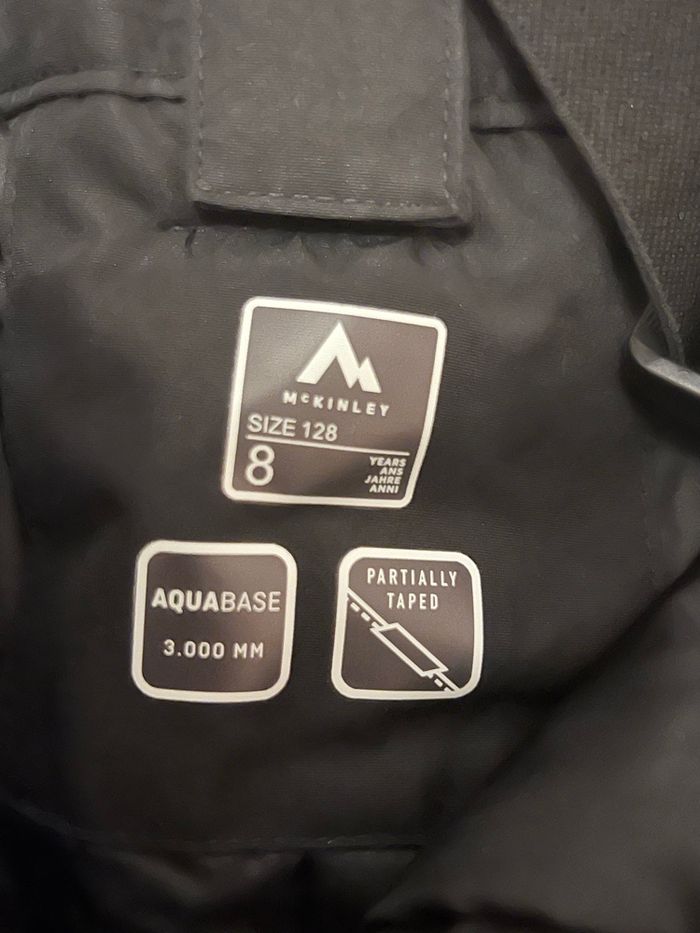 McKINLEY
SIZE 128
8
YEARS
ANS
JAHRE
ANNI
AQUABASE
3.000 MM
PARTIALLY
TAPED